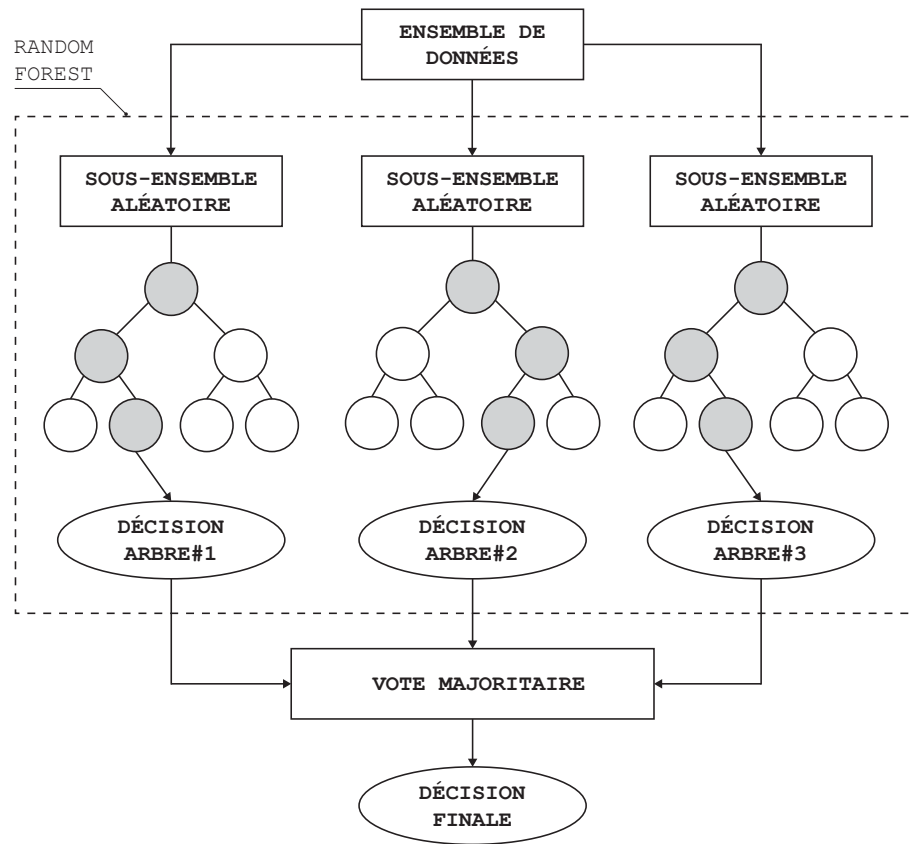 ENSEMBLE DE
DONNÉES
RANDOM
FOREST
SOUS-ENSEMBLE
ALÉATOIRE
SOUS-ENSEMBLE
ALÉATOIRE
SOUS-ENSEMBLE
ALÉATOIRE
DÉCISION
ARBRE#1
DÉCISION
ARBRE#2
DÉCISION
ARBRE#3
VOTE MAJORITAIRE
DÉCISION
FINALE